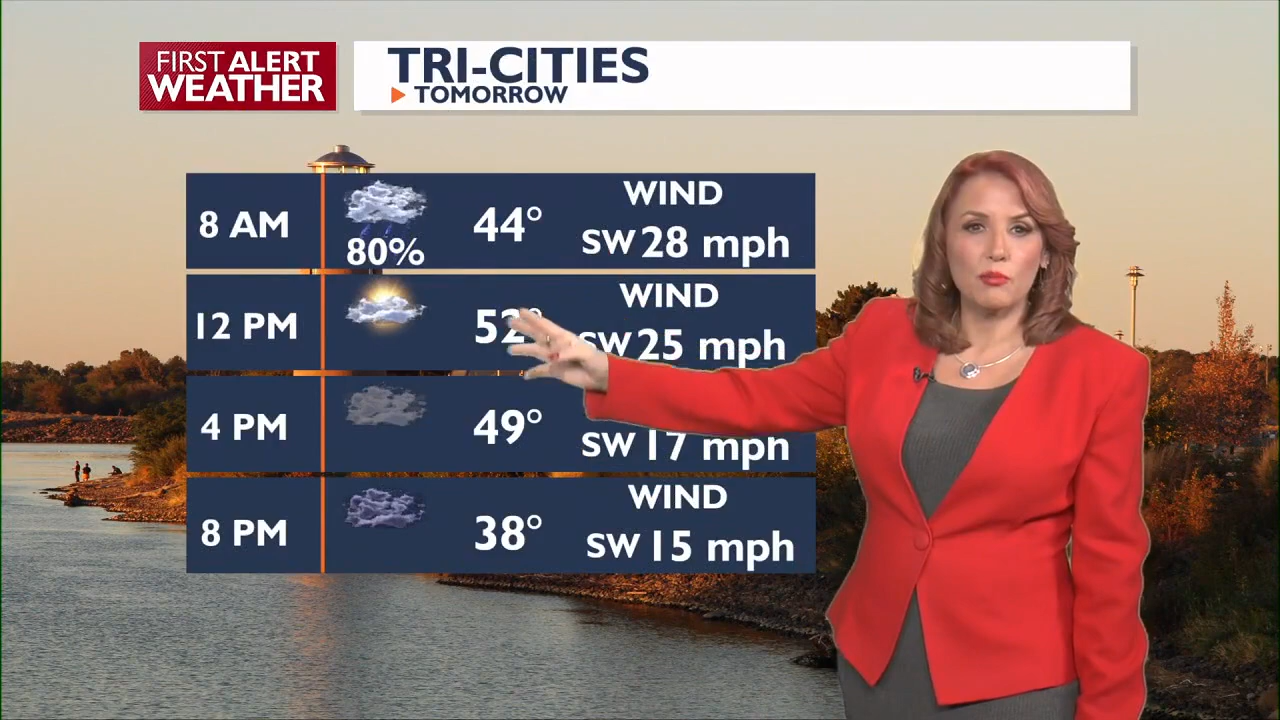 FIRST ALERT
WEATHER
TRI-CITIES
TOMORROW
8 AM
80%
44°
WIND
SW 28 mph
12 PM
52°
WIND
SW 25 mph
4 PM
49°
SW 17 mph
8 PM
38°
WIND
SW 15 mph